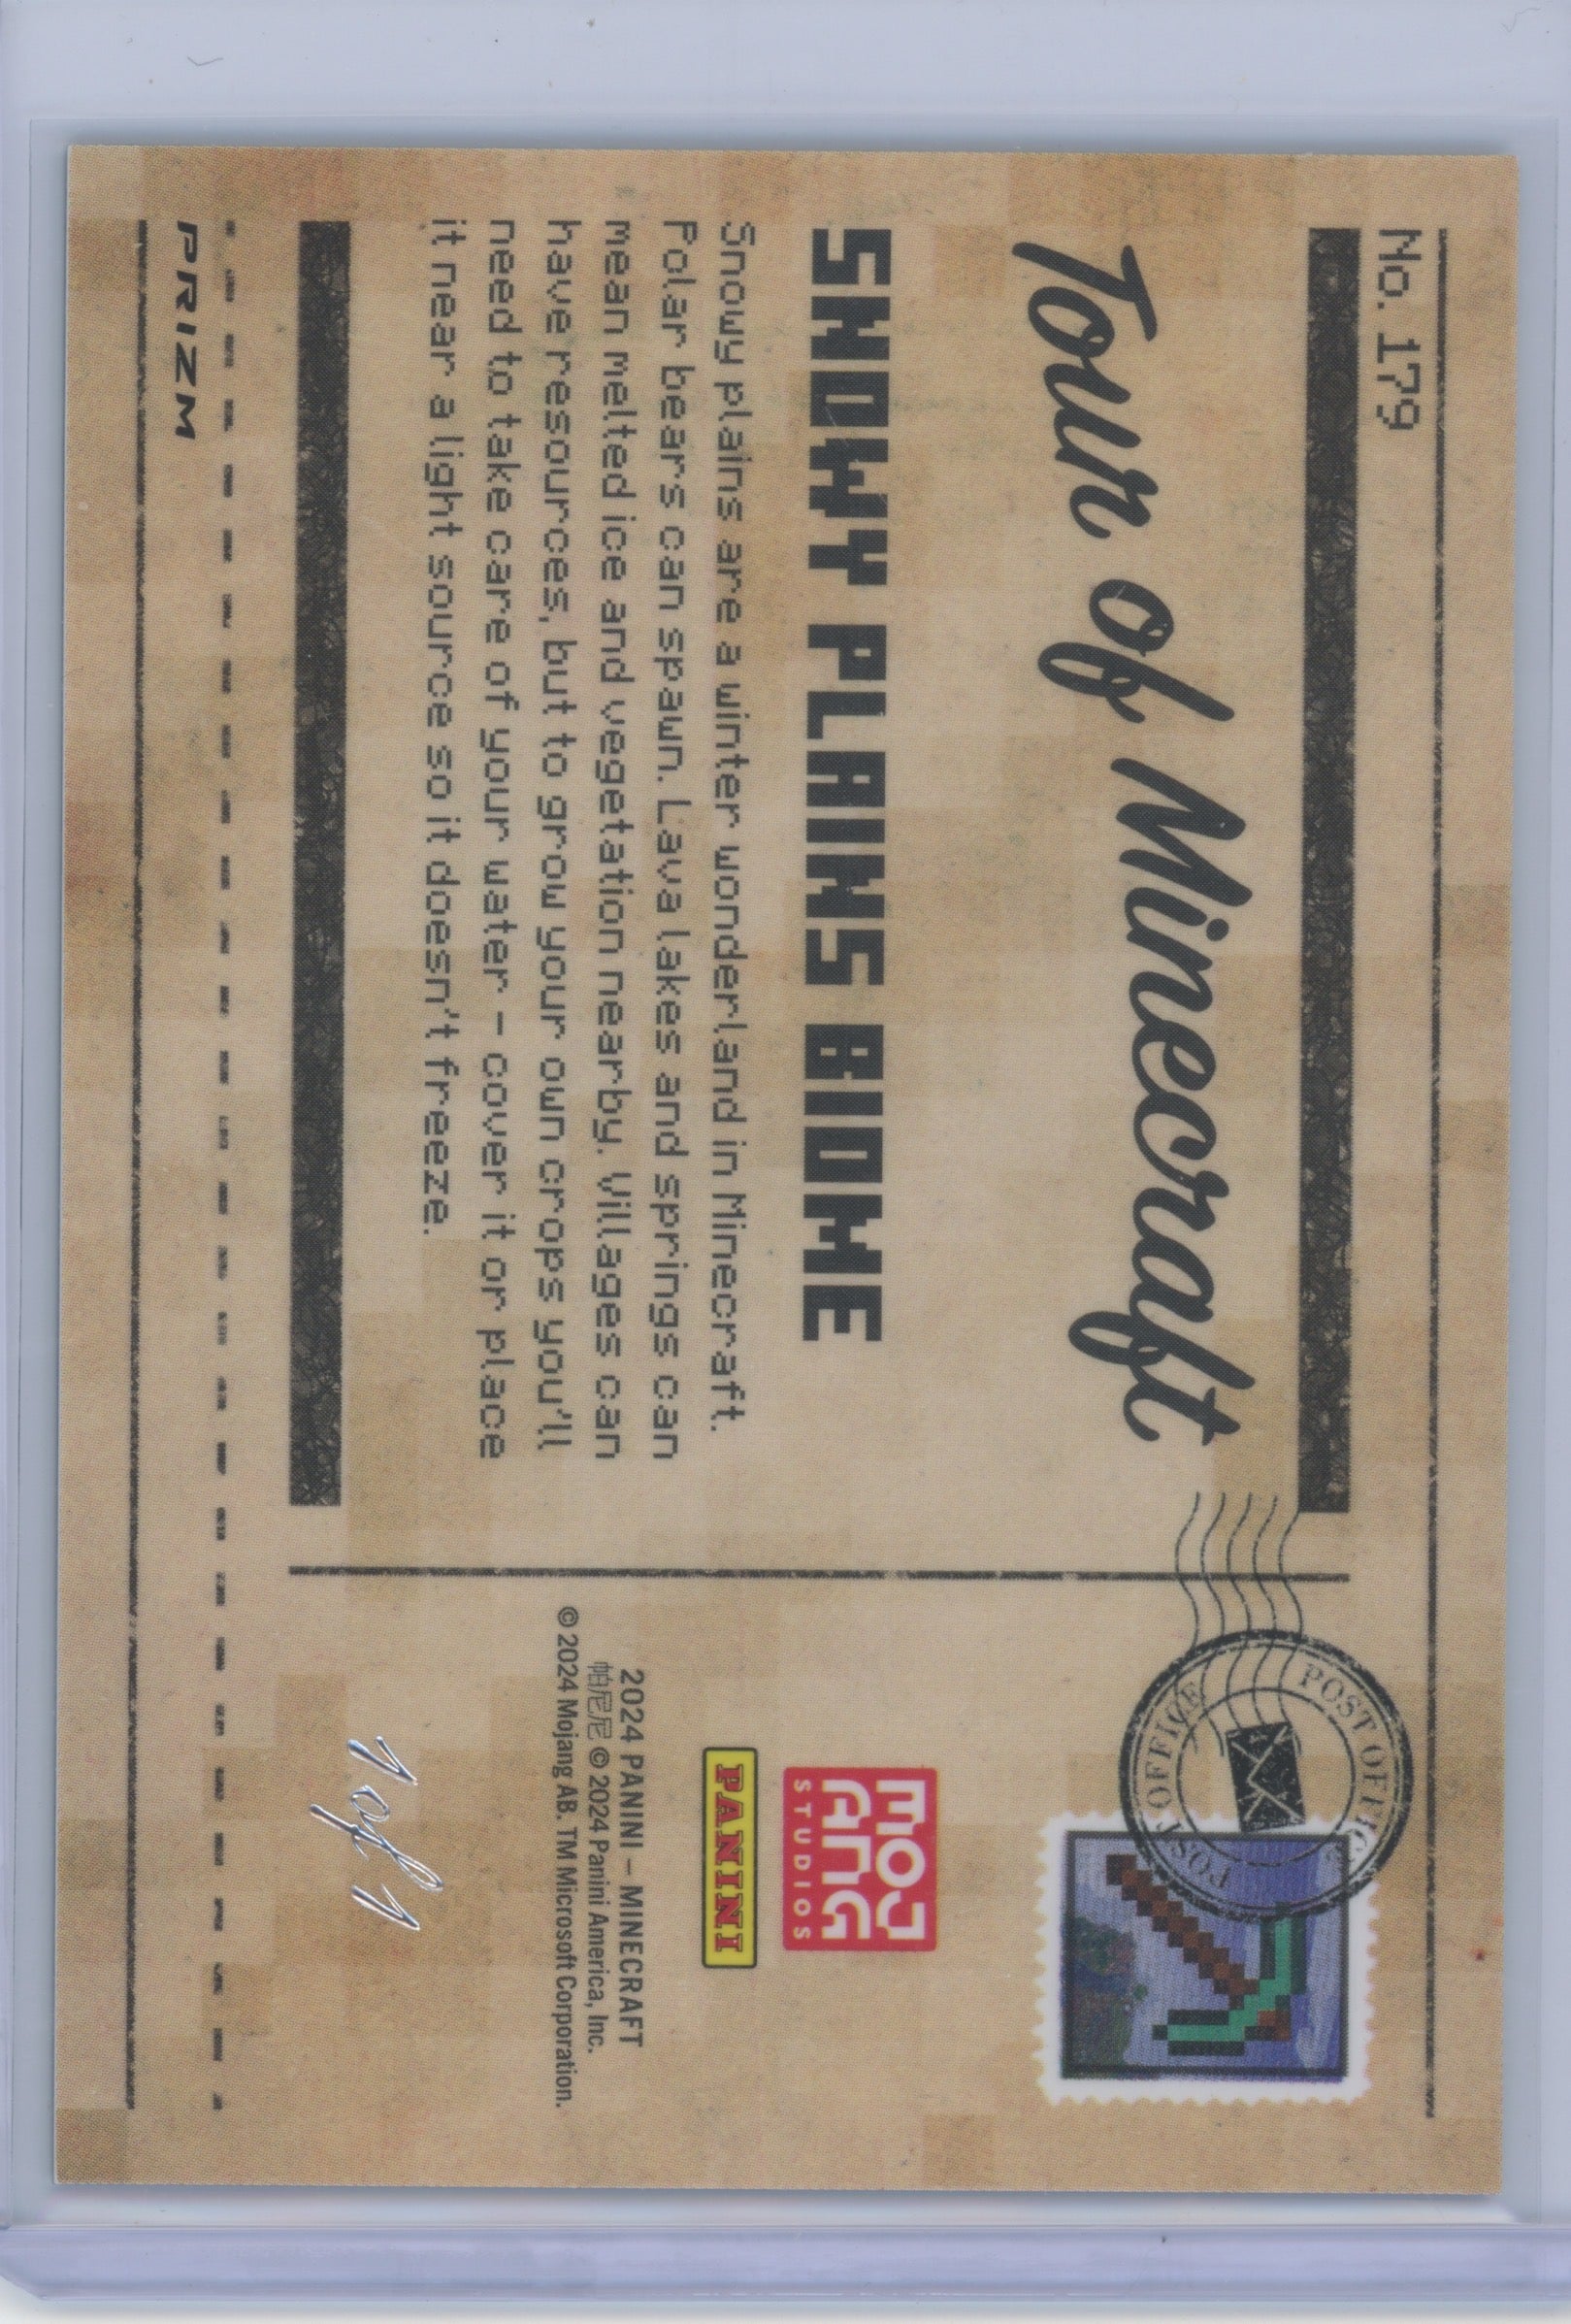 No. 179
Tour of Minecraft
SNOWY PLAINS BIOME
Snowy plains are a winter wonderland in Minecraft.
Polar bears can spawn. Lava lakes and springs can
mean melted ice and vegetation nearby. Villages can
have resources, but to grow your own crops you'll
need to take care of your water – cover it or place
it near a light source so it doesn't freeze.
PRIZM
POST OFFICE
POST OFFICE
MOJANG
STUDIOS
PANINI
2024 PANINI – MINECRAFT
帕尼尼 © 2024 Panini America, Inc.
© 2024 Mojang AB. TM Microsoft Corporation.
1 of 1